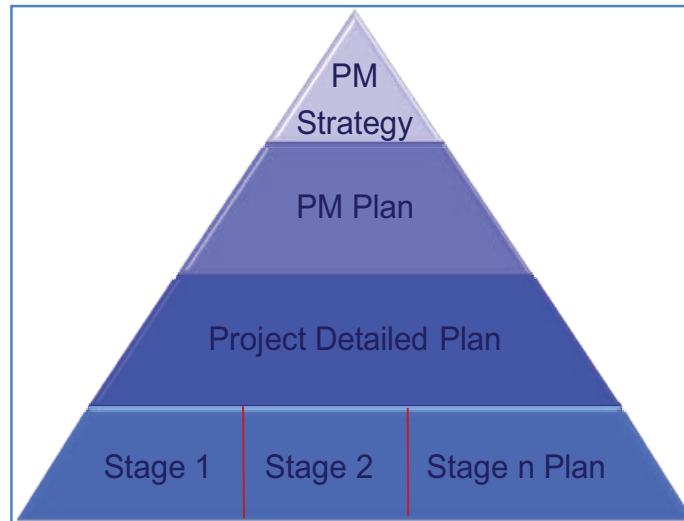 PM
Strategy
PM Plan
Project Detailed Plan
Stage 1
Stage 2
Stage n Plan